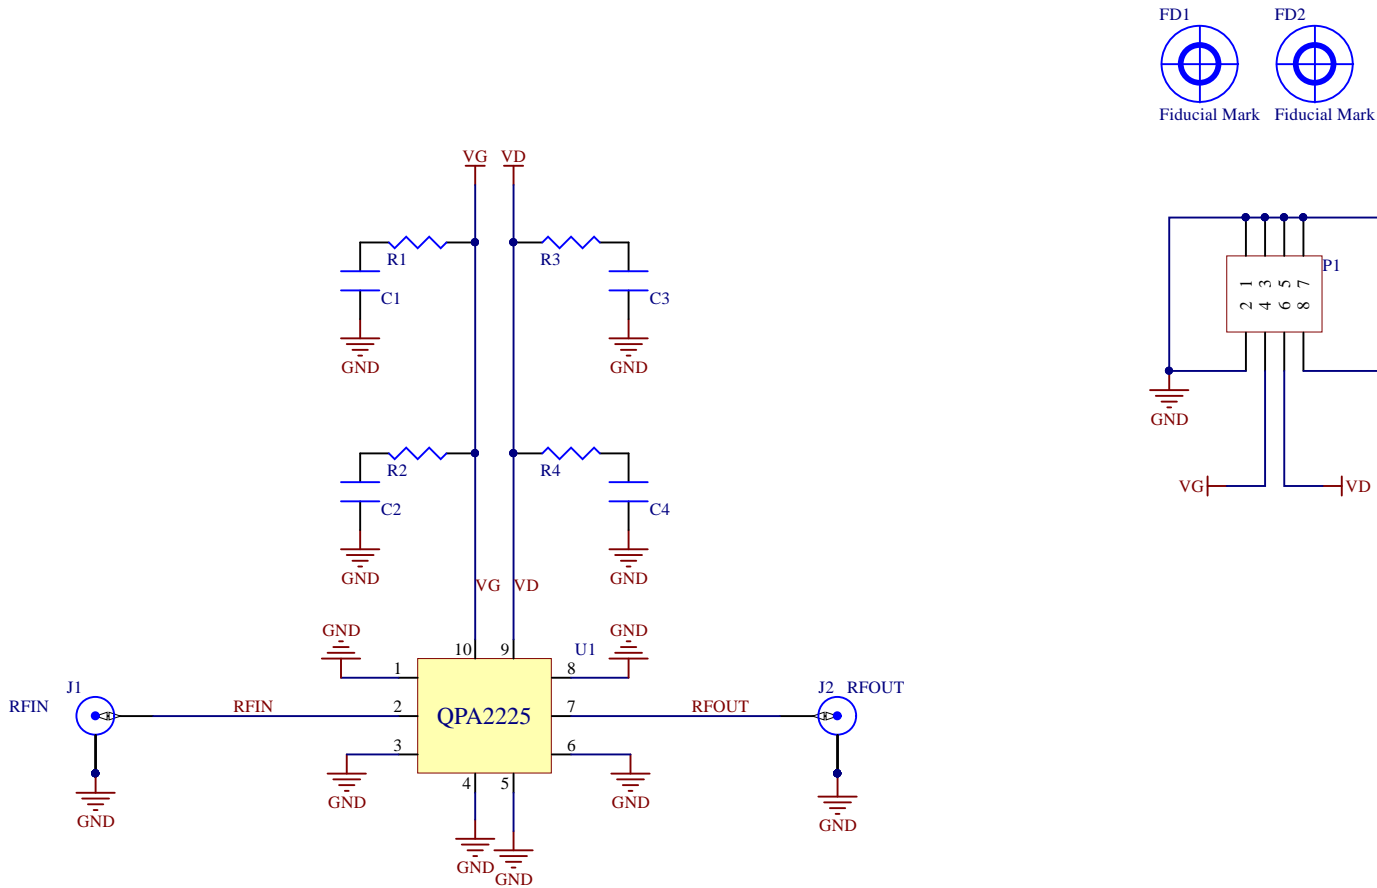 FD1 FD2
Fiducial Mark Fiducial Mark
VG VD
R1 R3
C1 C3
GND GND
P1
1 3 5 7
2 4 6 8
GND
R2 R4
C2 C4
GND GND
VG VD
VG VD
GND GND
10 9 U1
1 8
J1 J2 RFOUT
RFIN RFIN 2 QPA2225 7 RFOUT
3 6
4 5
GND GND
GND GND
GND GND